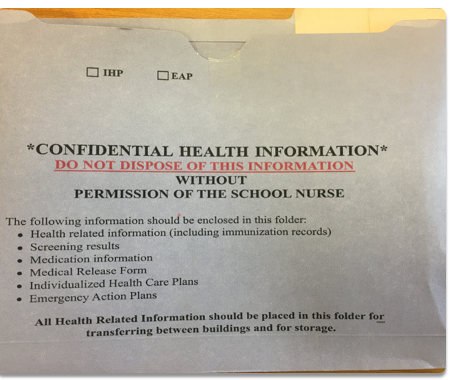 ☐ IHP ☐ EAP
*CONFIDENTIAL HEALTH INFORMATION*
DO NOT DISPOSE OF THIS INFORMATION
WITHOUT
PERMISSION OF THE SCHOOL NURSE
The following information should be enclosed in this folder:
• Health related information (including immunization records)
• Screening results
• Medication information
• Medical Release Form
• Individualized Health Care Plans
• Emergency Action Plans
All Health Related Information should be placed in this folder for
transferring between buildings and for storage.